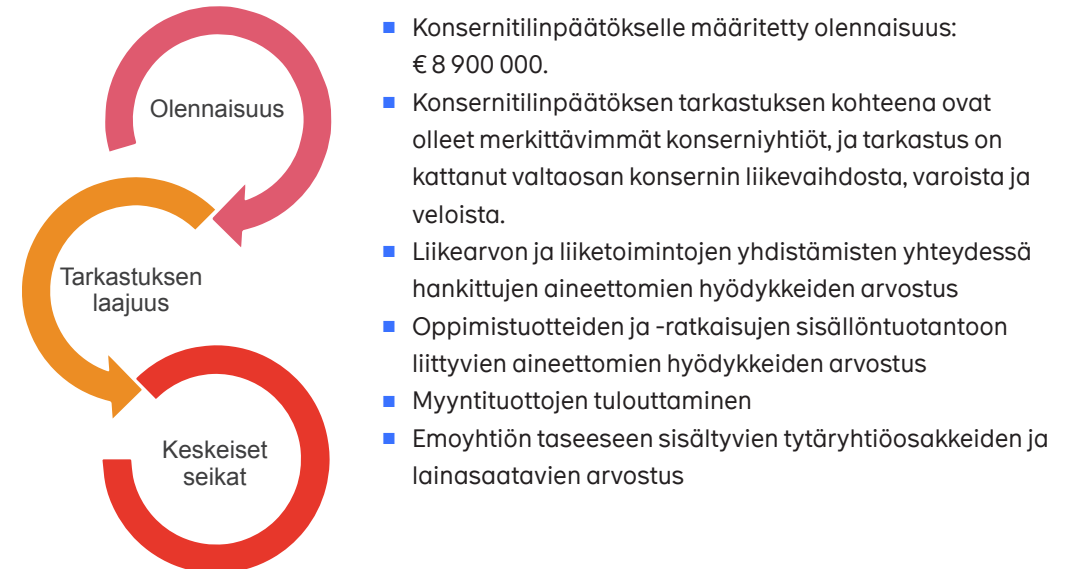 Olennaisuus
Tarkastuksen
laajuus
Keskeiset
seikat
■ Konsernitilinpäätökselle määritetty olennaisuus:
€ 8 900 000.
■ Konsernitilinpäätöksen tarkastuksen kohteena ovat
olleet merkittävimmät konserniyhtiöt, ja tarkastus on
kattanut valtaosan konsernin liikevaihdosta, varoista ja
veloista.
■ Liikearvon ja liiketoimintojen yhdistämisten yhteydessä
hankittujen aineettomien hyödykkeiden arvostus
■ Oppimistuotteiden ja -ratkaisujen sisällöntuotantoon
liittyvien aineettomien hyödykkeiden arvostus
■ Myyntituottojen tulouttaminen
■ Emoyhtiön taseeseen sisältyvien tytäryhtiöosakkeiden ja
lainasaatavien arvostus